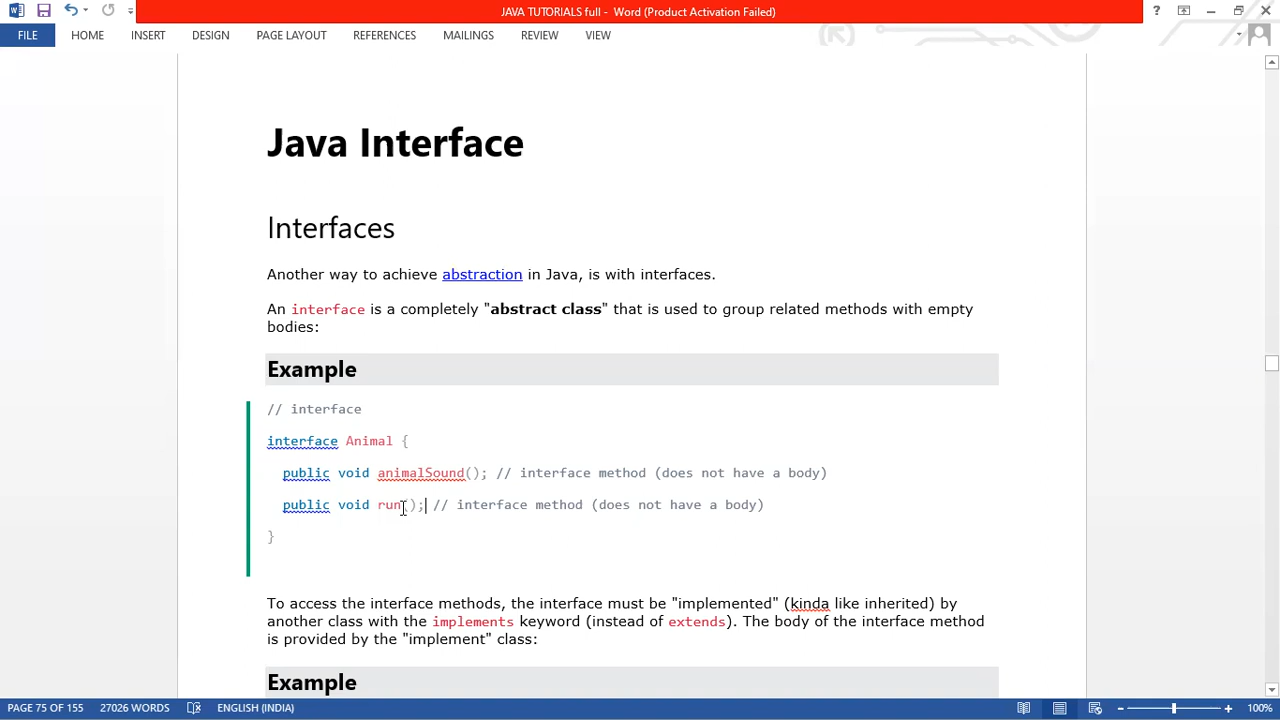 JAVA TUTORIALS full - Word (Product Activation Failed)
?
FILE HOME INSERT DESIGN PAGE LAYOUT REFERENCES MAILINGS REVIEW VIEW
Java Interface
Interfaces
Another way to achieve abstraction in Java, is with interfaces.
An interface is a completely "abstract class" that is used to group related methods with empty
bodies:
Example
// interface
interface Animal {
public void animalSound(); // interface method (does not have a body)
public void run(); // interface method (does not have a body)
}
To access the interface methods, the interface must be "implemented" (kinda like inherited) by
another class with the implements keyword (instead of extends). The body of the interface method
is provided by the "implement" class:
Example
PAGE 75 OF 155 27026 WORDS ENGLISH (INDIA) 100%